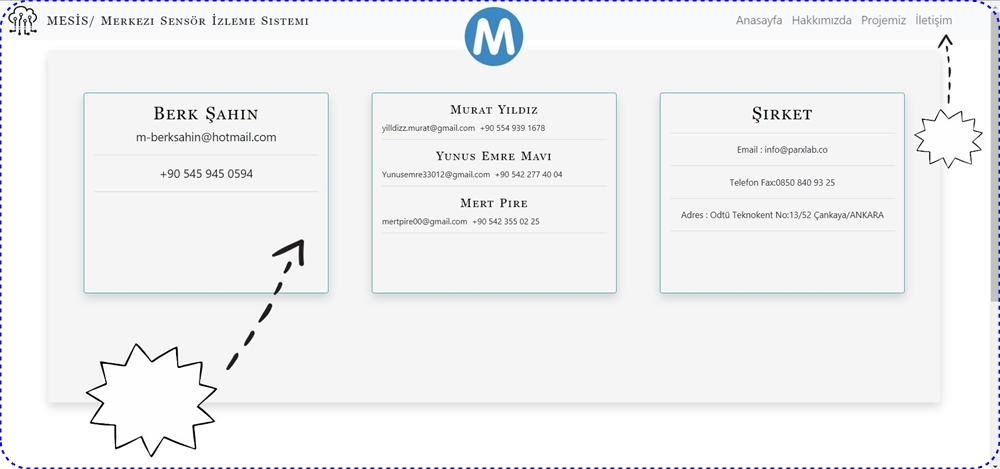 MESİS/ Merkezi Sensör İzleme Sistemi
M
Anasayfa Hakkımızda Projemiz İletişim
Berk Şahin
m-berksahin@hotmail.com
+90 545 945 0594
Murat Yıldız
yilldizz.murat@gmail.com +90 554 939 1678
Yunus Emre Mavi
Yunusemre33012@gmail.com +90 542 277 40 04
Mert Pire
mertpire00@gmail.com +90 542 355 02 25
Şirket
Email : info@parxlab.co
Telefon Fax:0850 840 93 25
Adres : Odtü Teknokent No:13/52 Çankaya/ANKARA